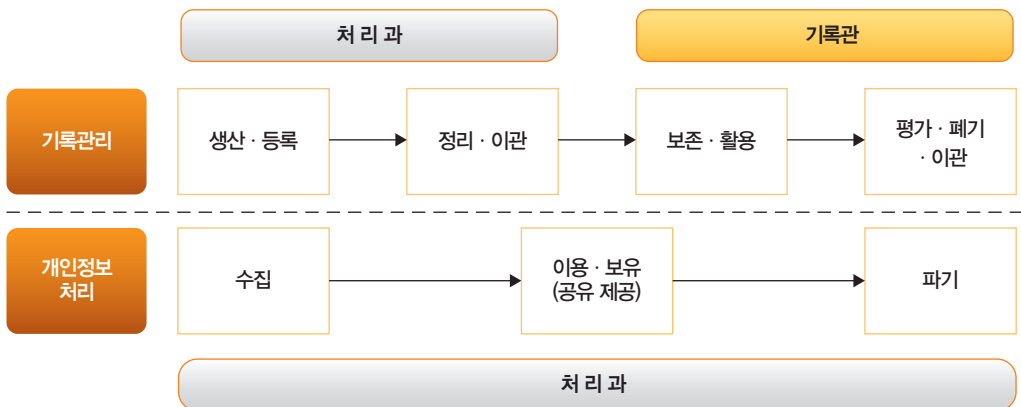 처 리 과
기록관
기록관리
생산 · 등록
정리 · 이관
보존 · 활용
평가 · 폐기
· 이관
개인정보
처리
수집
이용 · 보유
(공유 제공)
파기
처 리 과